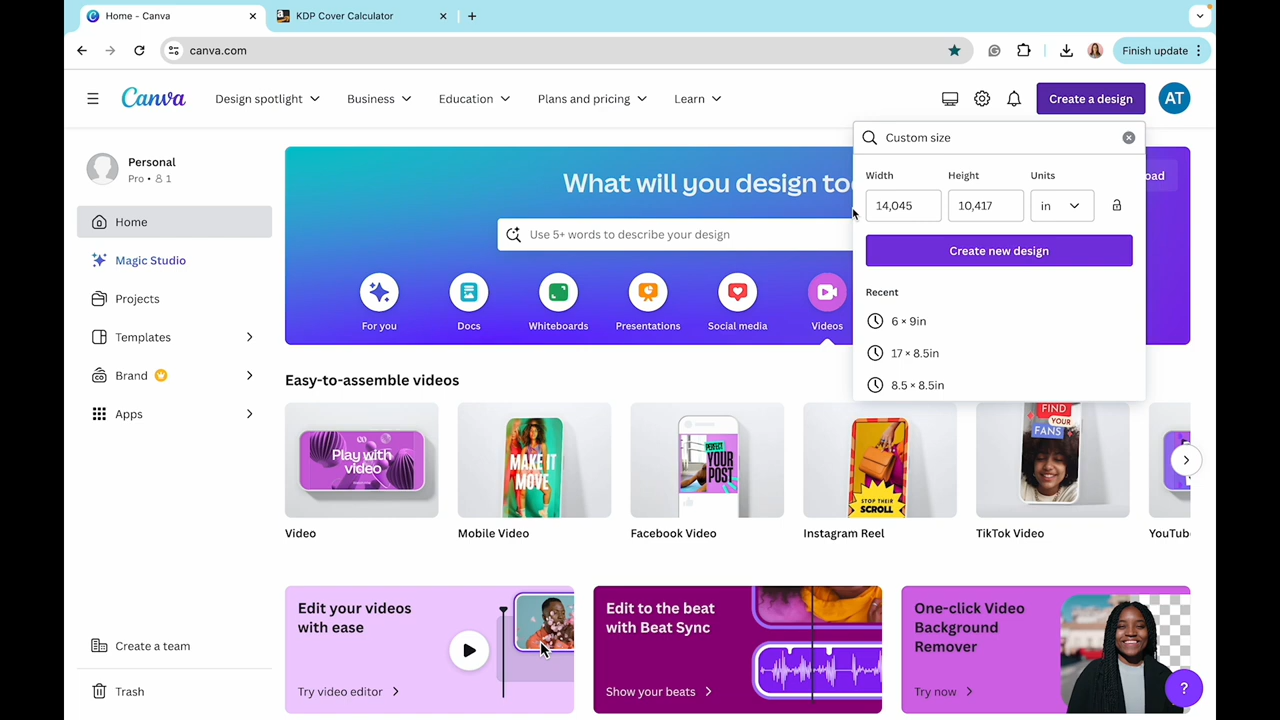 Home - Canva
KDP Cover Calculator
canva.com
Finish update
Canva
Design spotlight
Business
Education
Plans and pricing
Learn
Create a design
AT
Personal
Pro • 1
Home
Magic Studio
Projects
Templates
Brand
Apps
Create a team
Trash
What will you design to
Use 5+ words to describe your design
For you
Docs
Whiteboards
Presentations
Social media
Videos
Custom size
Width
Height
Units
14,045
10,417
in
Create new design
Recent
6 × 9in
17 × 8.5in
8.5 × 8.5in
oad
Easy-to-assemble videos
Play with
video
MAKE IT
MOVE
PERFECT
YOUR
POST
STOP THEIR
SCROLL
FIND
YOUR
FANS
Video
Mobile Video
Facebook Video
Instagram Reel
TikTok Video
YouTub
Edit your videos
with ease
Try video editor
Edit to the beat
with Beat Sync
Show your beats
One-click Video
Background
Remover
Try now
?